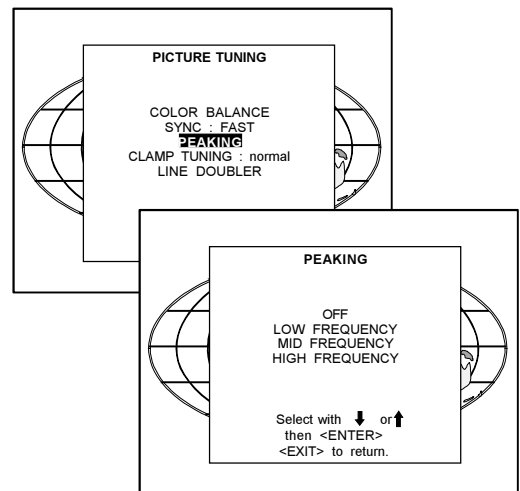 PICTURE TUNING
COLOR BALANCE
SYNC : FAST
PEAKING
CLAMP TUNING : normal
LINE DOUBLER
PEAKING
OFF
LOW FREQUENCY
MID FREQUENCY
HIGH FREQUENCY
Select with ⬇ or⬆
then <ENTER>
<EXIT> to return.